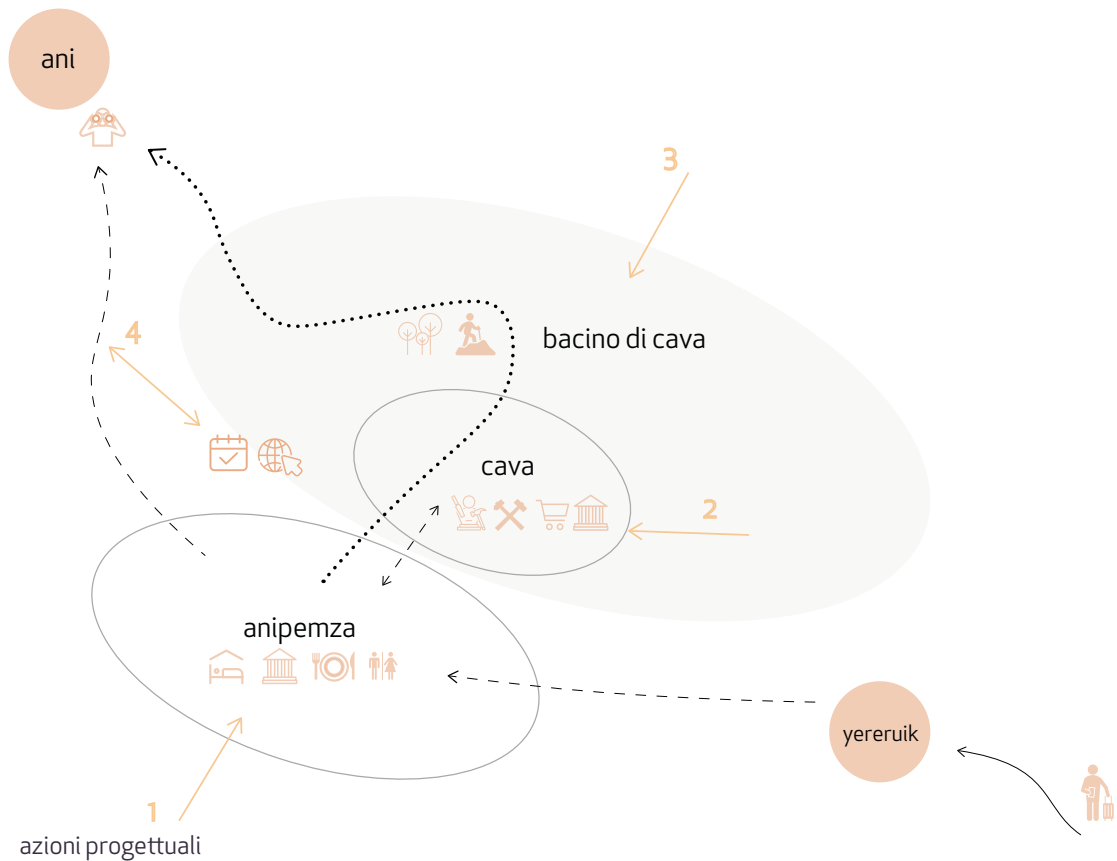 ani
3
bacino di cava
4
cava
2
anipemza
yereruik
1
azioni progettuali